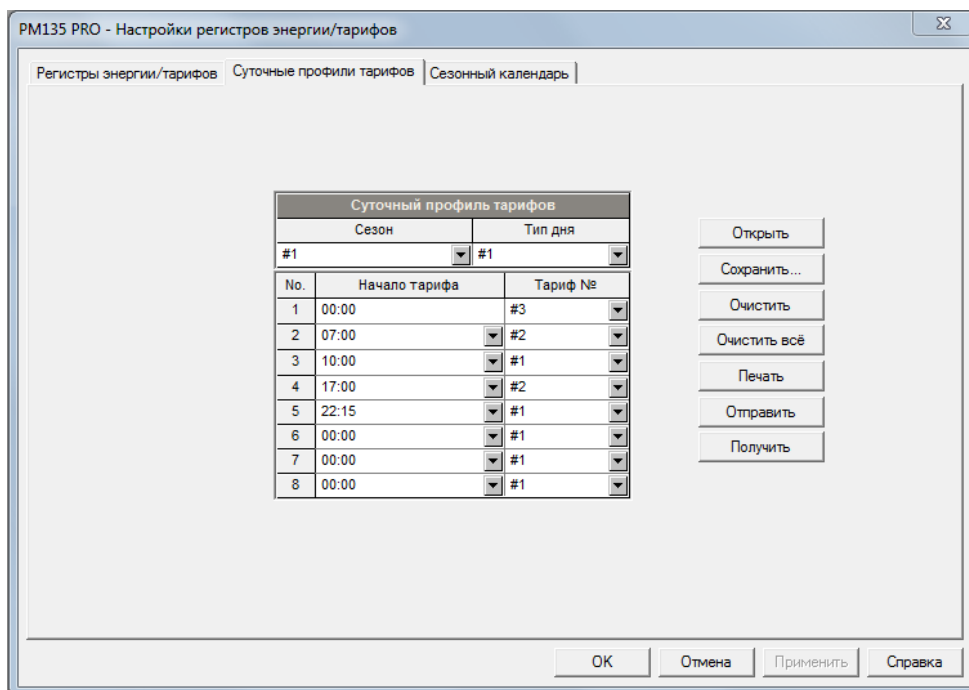 PM135 PRO - Настройки регистров энергии/тарифов
Регистры энергии/тарифов Суточные профили тарифов Сезонный календарь
Суточный профиль тарифов
Сезон Тип дня
#1 #1
No. Начало тарифа Тариф №
1 00:00 #3
2 07:00 #2
3 10:00 #1
4 17:00 #2
5 22:15 #1
6 00:00 #1
7 00:00 #1
8 00:00 #1
Открыть
Сохранить...
Очистить
Очистить всё
Печать
Отправить
Получить
OK Отмена Применить Справка